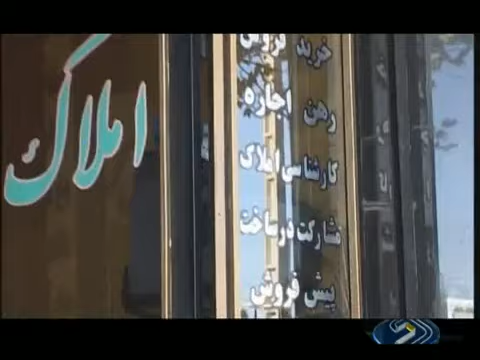 املاک
خرید فروش
رهن اجاره
کارشناسی املاک
مشارکت در ساخت
پیش فروش